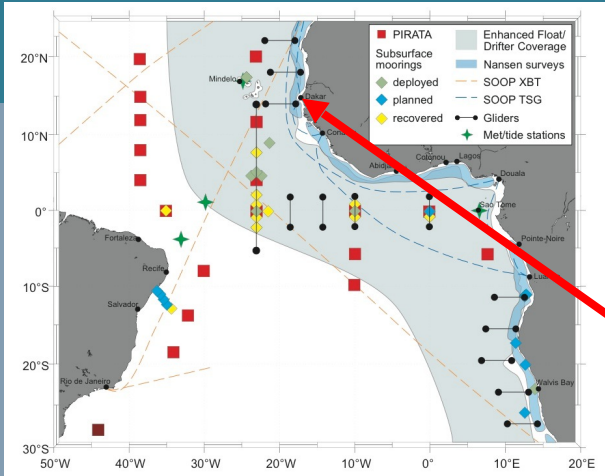 20°N
10°N
0°
10°S
20°S
30°S
50°W
40°W
30°W
20°W
10°W
0°
10°E
20°E
PIRATA
Subsurface
moorings
deployed
planned
recovered
Enhanced Float/
Drifter Coverage
Nansen surveys
SOOP XBT
SOOP TSG
Gliders
Met/tide stations
Mindelo
Dakar
Abidjan
Cotonou
Lagos
Douala
Sao Tome
Pointe-Noire
Fortaleza
Recife
Salvador
Rio de Janeiro
Walvis Bay